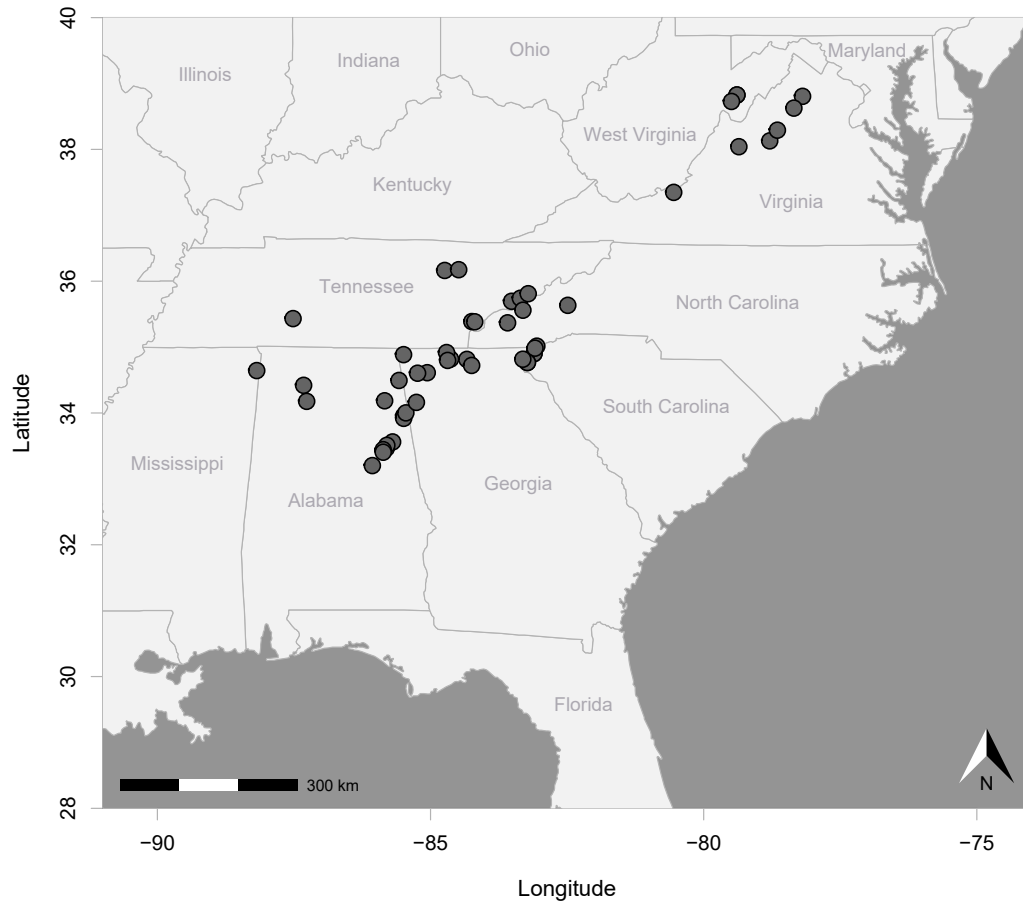 40
Ohio
Maryland
Indiana
Illinois
38
West Virginia
Kentucky
Virginia
36
Tennessee
North Carolina
Latitude
34
South Carolina
Mississippi
Georgia
Alabama
32
30
Florida
300 km
N
28
−90
−85
−80
−75
Longitude